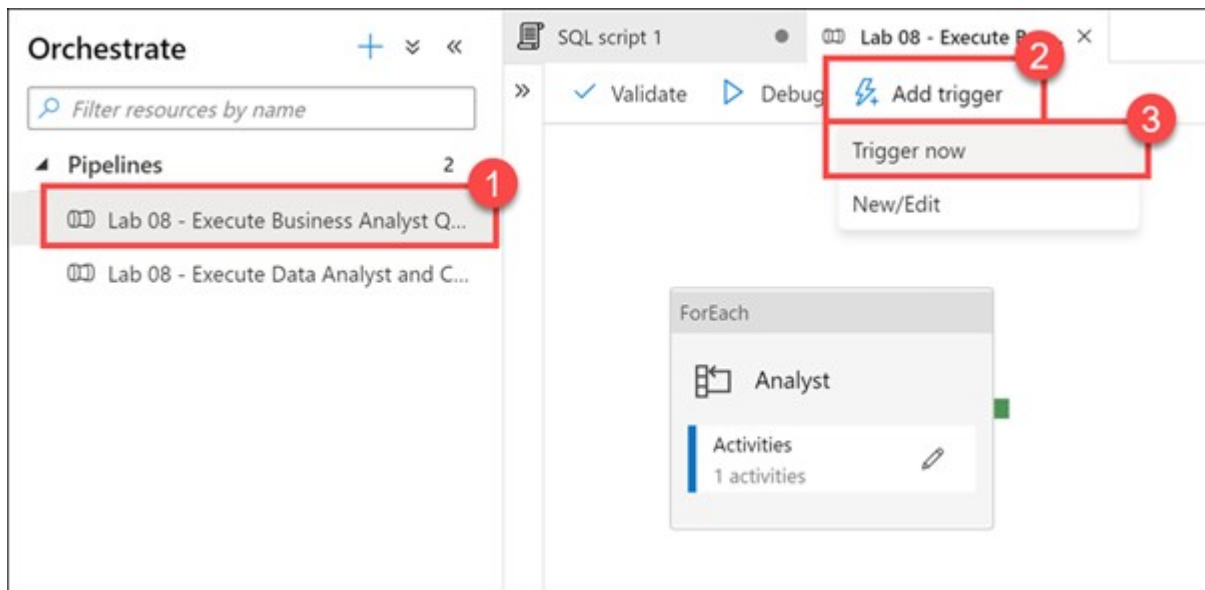 Orchestrate
Filter resources by name
Pipelines 2
1
Lab 08 - Execute Business Analyst Q...
Lab 08 - Execute Data Analyst and C...
SQL script 1
Lab 08 - Execute
2
Validate
Debug
Add trigger
3
Trigger now
New/Edit
ForEach
Analyst
Activities
1 activities